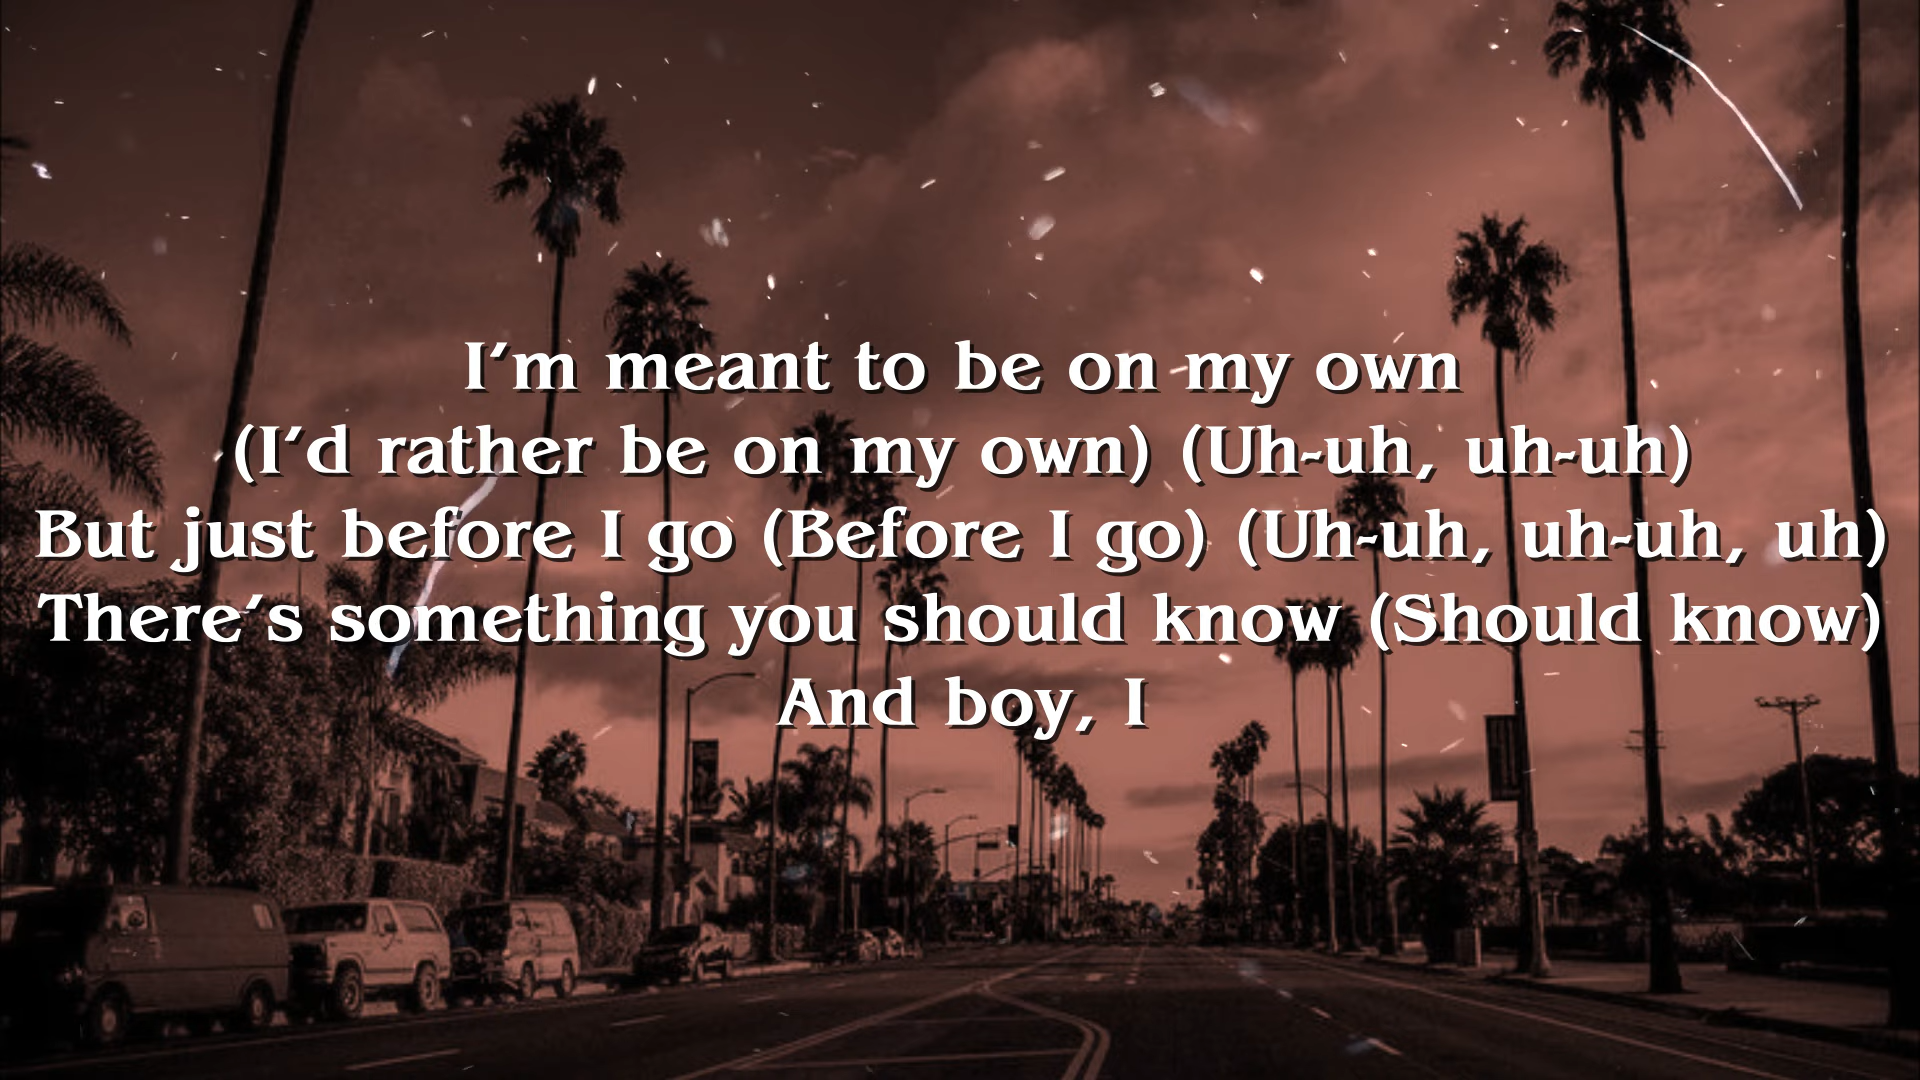 I'm meant to be on my own
(I'd rather be on my own) (Uh-uh, uh-uh)
But just before I go (Before I go) (Uh-uh, uh-uh, uh)
There's something you should know (Should know)
And boy, I